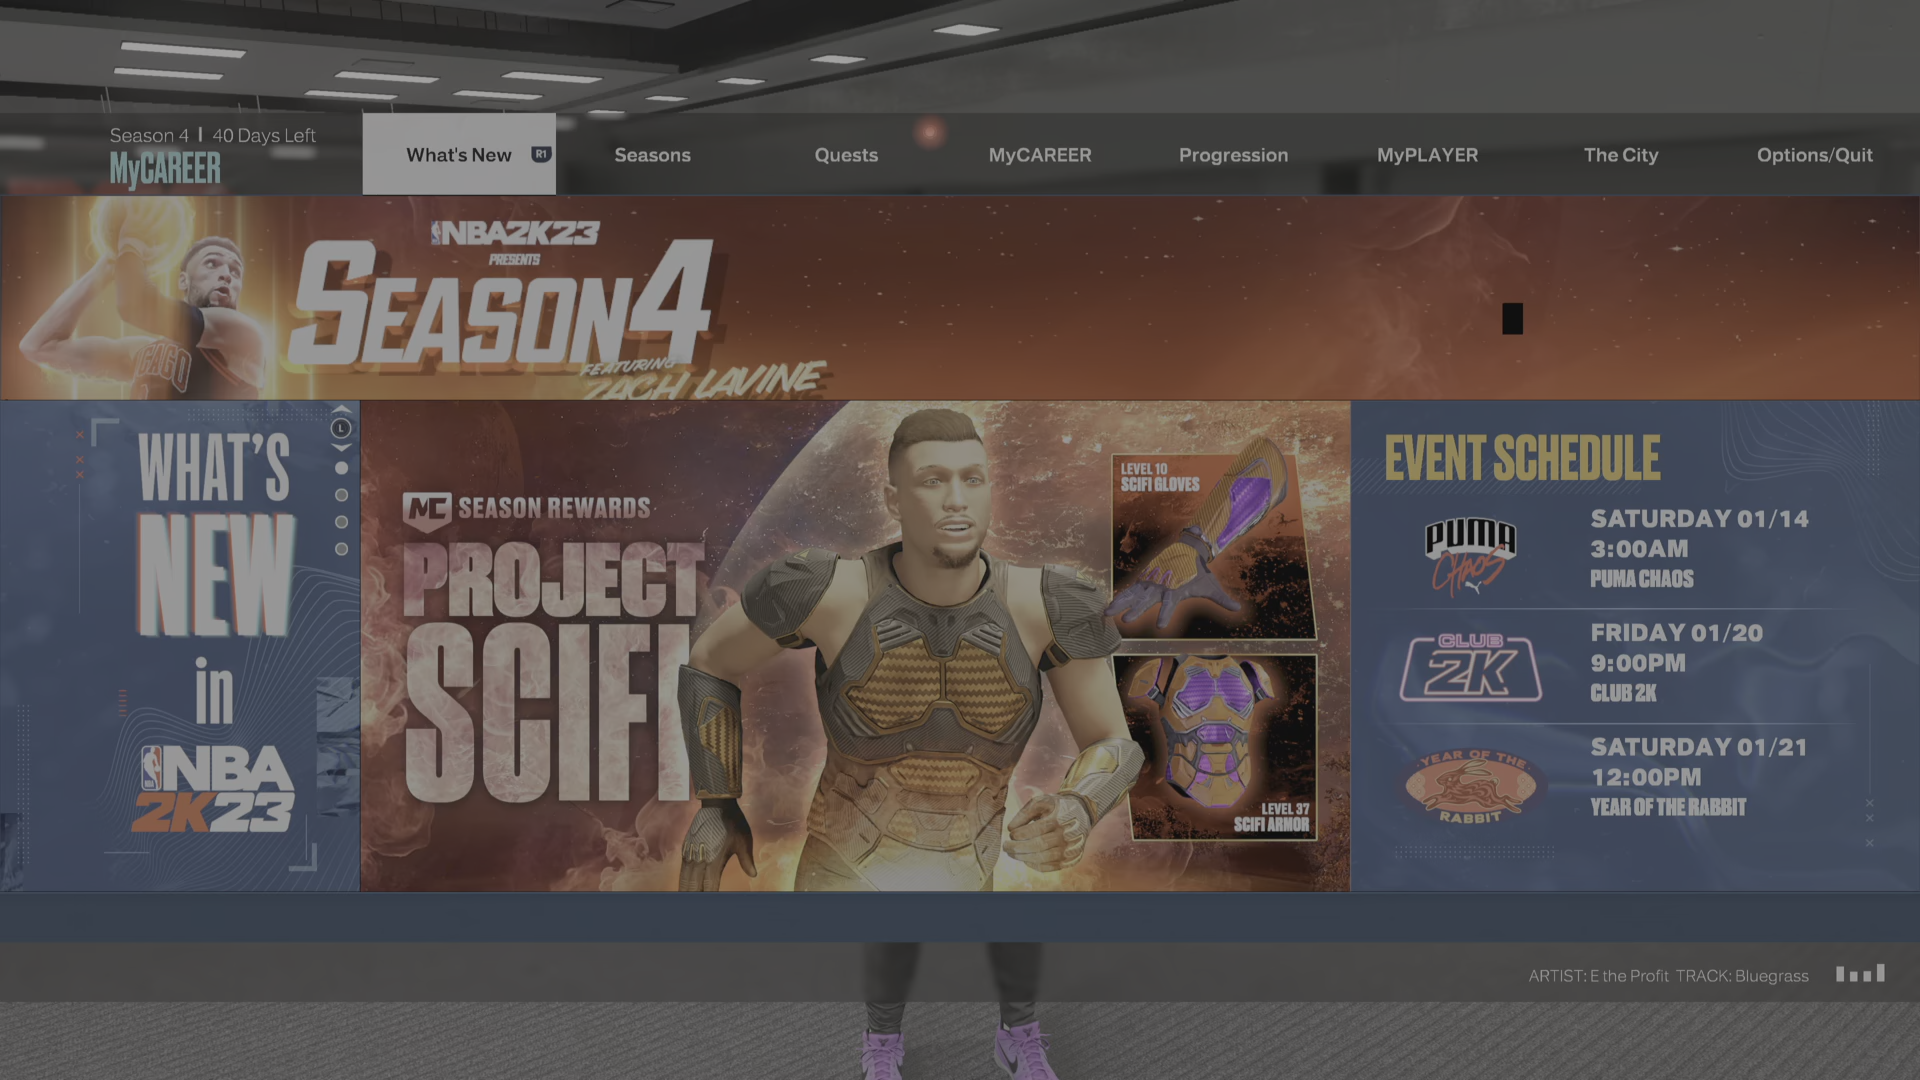 Season 4 | 40 Days Left
MyCAREER
What's New R1
Seasons
Quests
MyCAREER
Progression
MyPLAYER
The City
Options/Quit
NBA2K23
PRESENTS
SEASON 4
FEATURING
ZACH LAVINE
L
WHAT'S
NEW
in
NBA
2K23
MC SEASON REWARDS
PROJECT
SCIFI
LEVEL 10
SCIFI GLOVES
LEVEL 37
SCIFI ARMOR
EVENT SCHEDULE
PUMA
CHAOS
SATURDAY 01/14
3:00AM
PUMA CHAOS
CLUB
2K
FRIDAY 01/20
9:00PM
CLUB 2K
YEAR OF THE
RABBIT
SATURDAY 01/21
12:00PM
YEAR OF THE RABBIT
ARTIST: E the Profit TRACK: Bluegrass